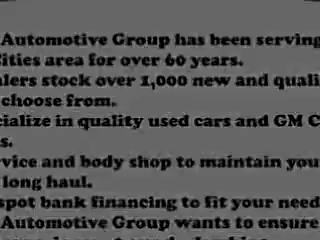 Automotive Group has been serving
ities area for over 60 years.
alers stock over 1,000 new and quali
choose from.
cialize in quality used cars and GM C
s.
vice and body shop to maintain you
long haul.
spot bank financing to fit your need
Automotive Group wants to ensure